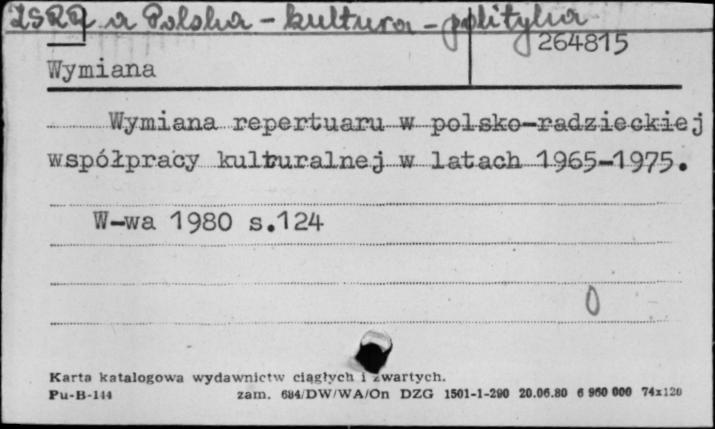 ZSRR a Polska - kultura - polityka
264815
Wymiana
Wymiana repertuaru w polsko-radzieckiej
współpracy kulturalnej w latach 1965-1975.
W-wa 1980 s.124
0
Karta katalogowa wydawnictw ciągłych i zwartych.
Pu-B-144 zam. 684/DW/WA/On DZG 1501-1-290 20.06.80 6 960 000 74x120